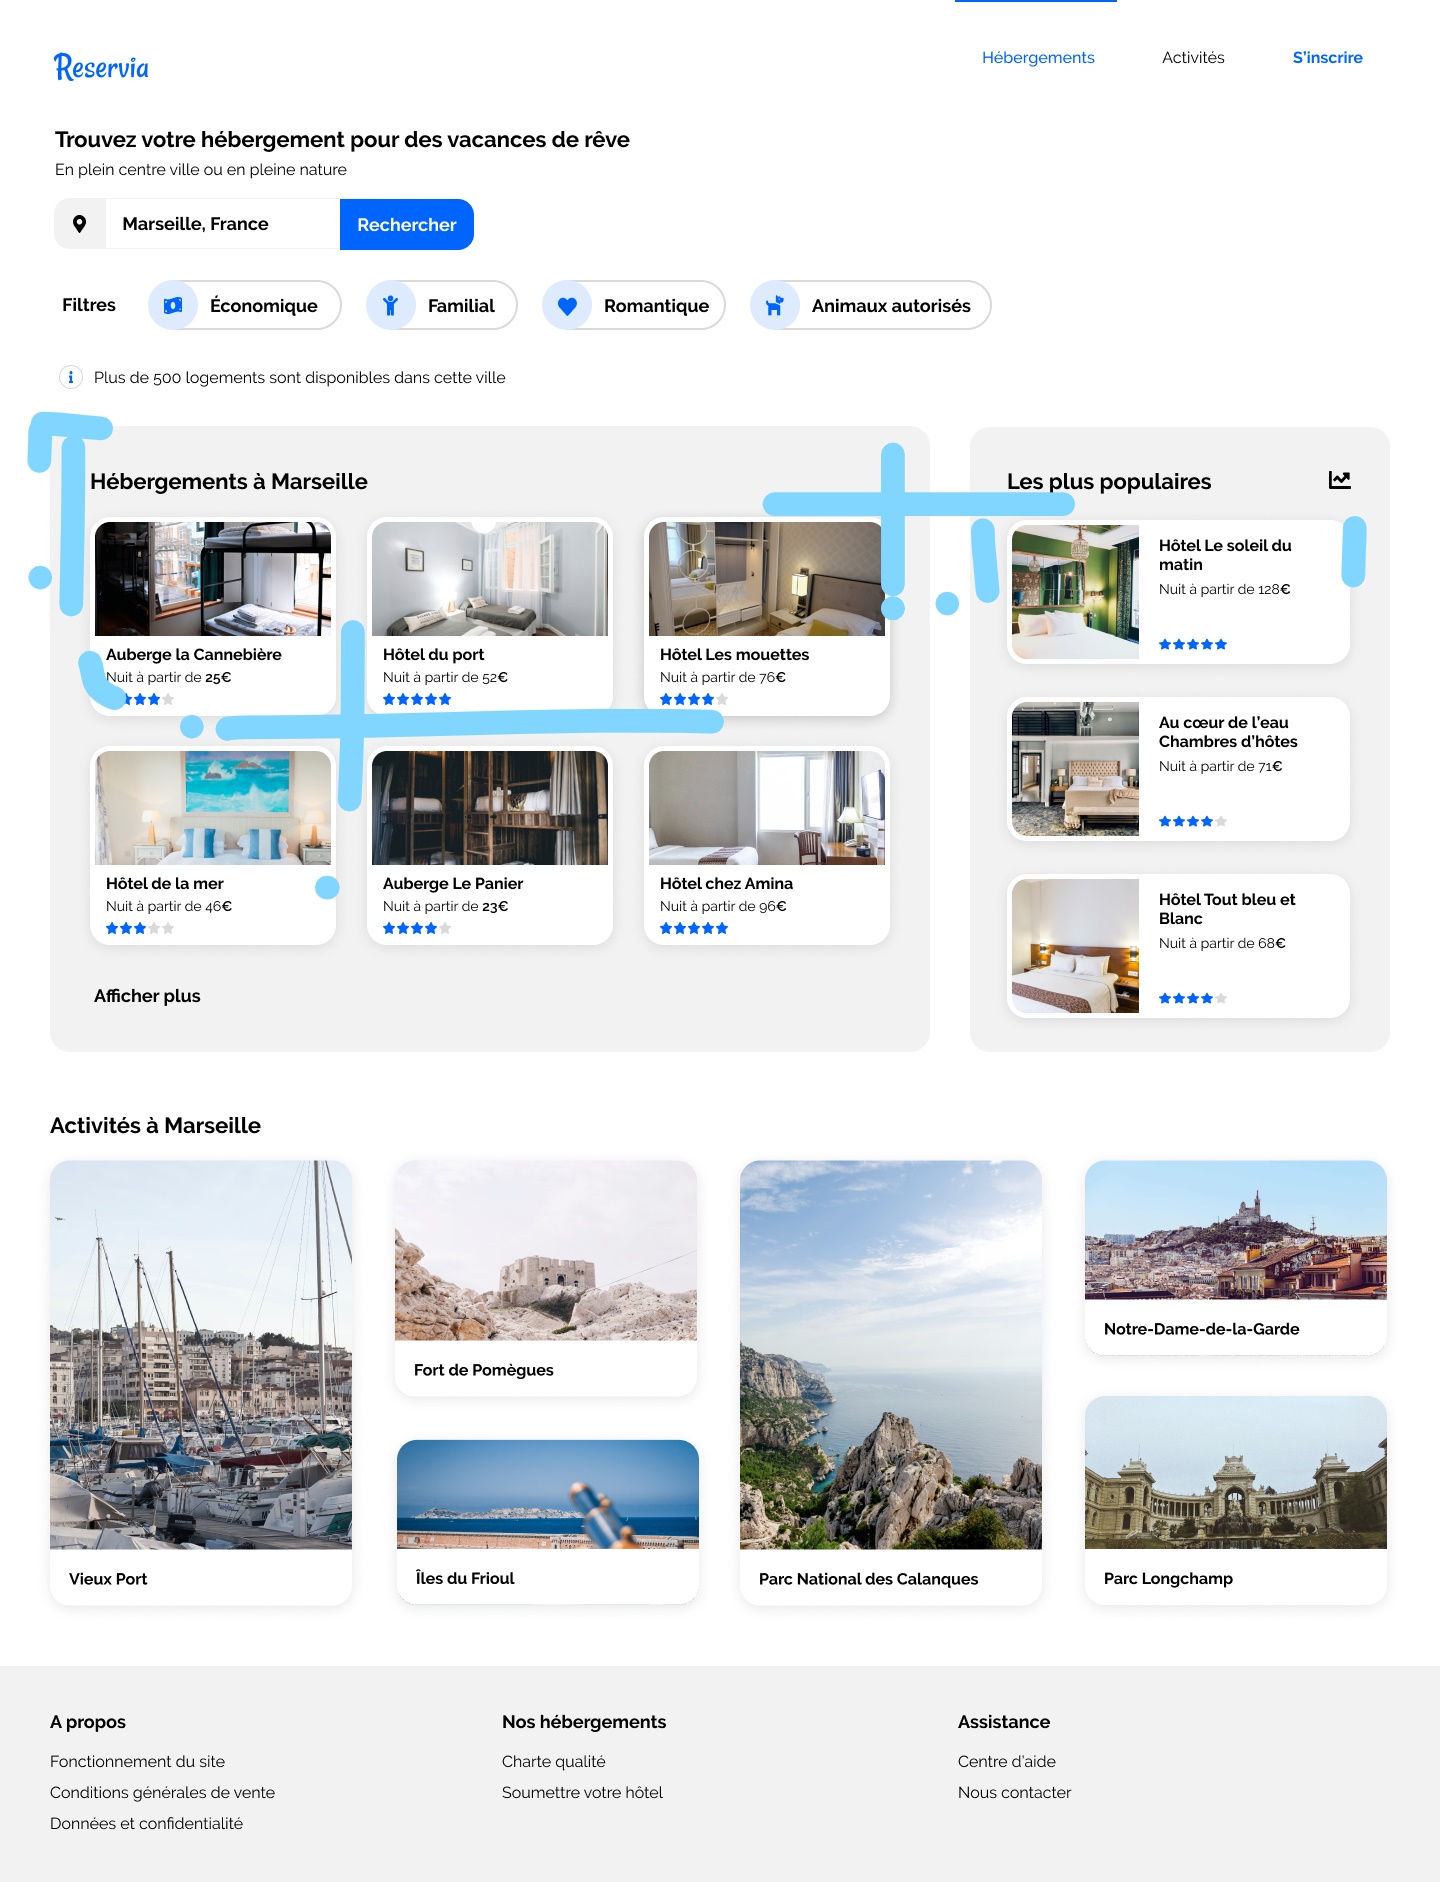 Reservia
Hébergements
Activités
S'inscrire
Trouvez votre hébergement pour des vacances de rêve
En plein centre ville ou en pleine nature
Marseille, France
Rechercher
Filtres
Économique
Familial
Romantique
Animaux autorisés
Plus de 500 logements sont disponibles dans cette ville
Hébergements à Marseille
Auberge la Cannebière
Nuit à partir de 25€
Hôtel du port
Nuit à partir de 52€
Hôtel Les mouettes
Nuit à partir de 76€
Hôtel de la mer
Nuit à partir de 46€
Auberge Le Panier
Nuit à partir de 23€
Hôtel chez Amina
Nuit à partir de 96€
Afficher plus
Les plus populaires
Hôtel Le soleil du
matin
Nuit à partir de 128€
Au cœur de l'eau
Chambres d'hôtes
Nuit à partir de 71€
Hôtel Tout bleu et
Blanc
Nuit à partir de 68€
Activités à Marseille
Vieux Port
Fort de Pomègues
Îles du Frioul
Parc National des Calanques
Notre-Dame-de-la-Garde
Parc Longchamp
A propos
Fonctionnement du site
Conditions générales de vente
Données et confidentialité
Nos hébergements
Charte qualité
Soumettre votre hôtel
Assistance
Centre d'aide
Nous contacter